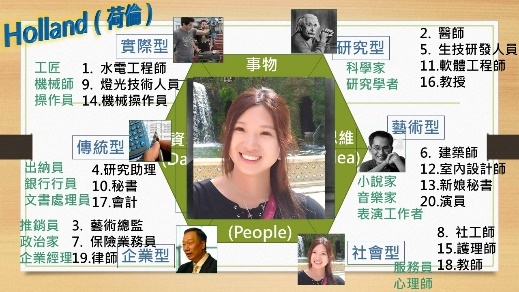 Holland ( 荷倫 )
實際型
工匠
機械師
操作員
1. 水電工程師
9. 燈光技術人員
14.機械操作員
事物
研究型
科學家
研究學者
2. 醫師
5. 生技研發人員
11.軟體工程師
16.教授
傳統型
出納員
銀行行員
文書處理員
4.研究助理
10.秘書
17.會計
資
(Da
思維
ea)
藝術型
小說家
音樂家
表演工作者
6. 建築師
12.室內設計師
13.新娘秘書
20.演員
推銷員
政治家
企業經理
3. 藝術總監
7. 保險業務員
19.律師
企業型
(People)
社會型
服務員
心理師
8. 社工師
15.護理師
18.教師